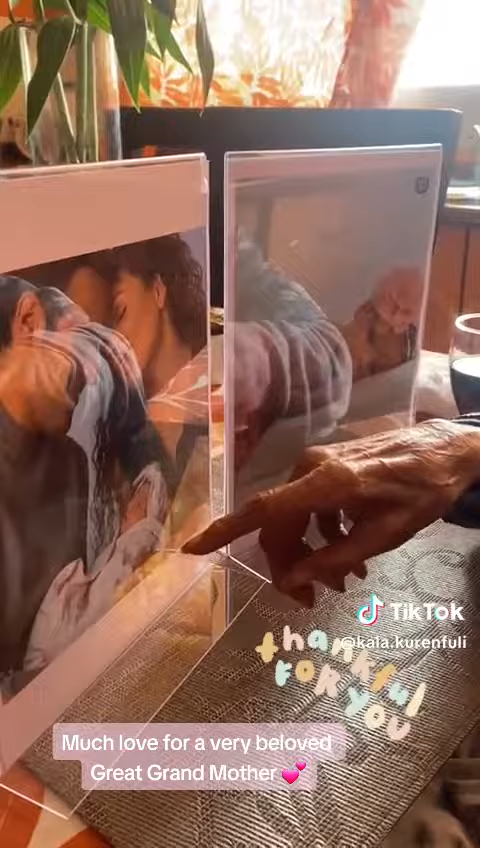 TikTok
@kala.kurenfuli
thankful
for
you
Much love for a very beloved
Great Grand Mother 💕